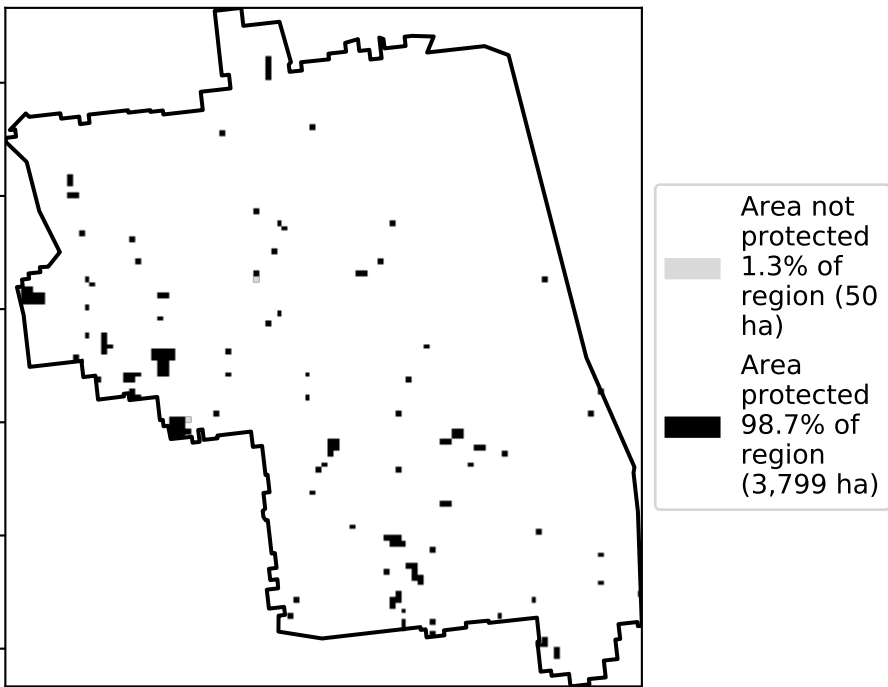 Area not
protected
1.3% of
region (50
ha)
Area
protected
98.7% of
region
(3,799 ha)